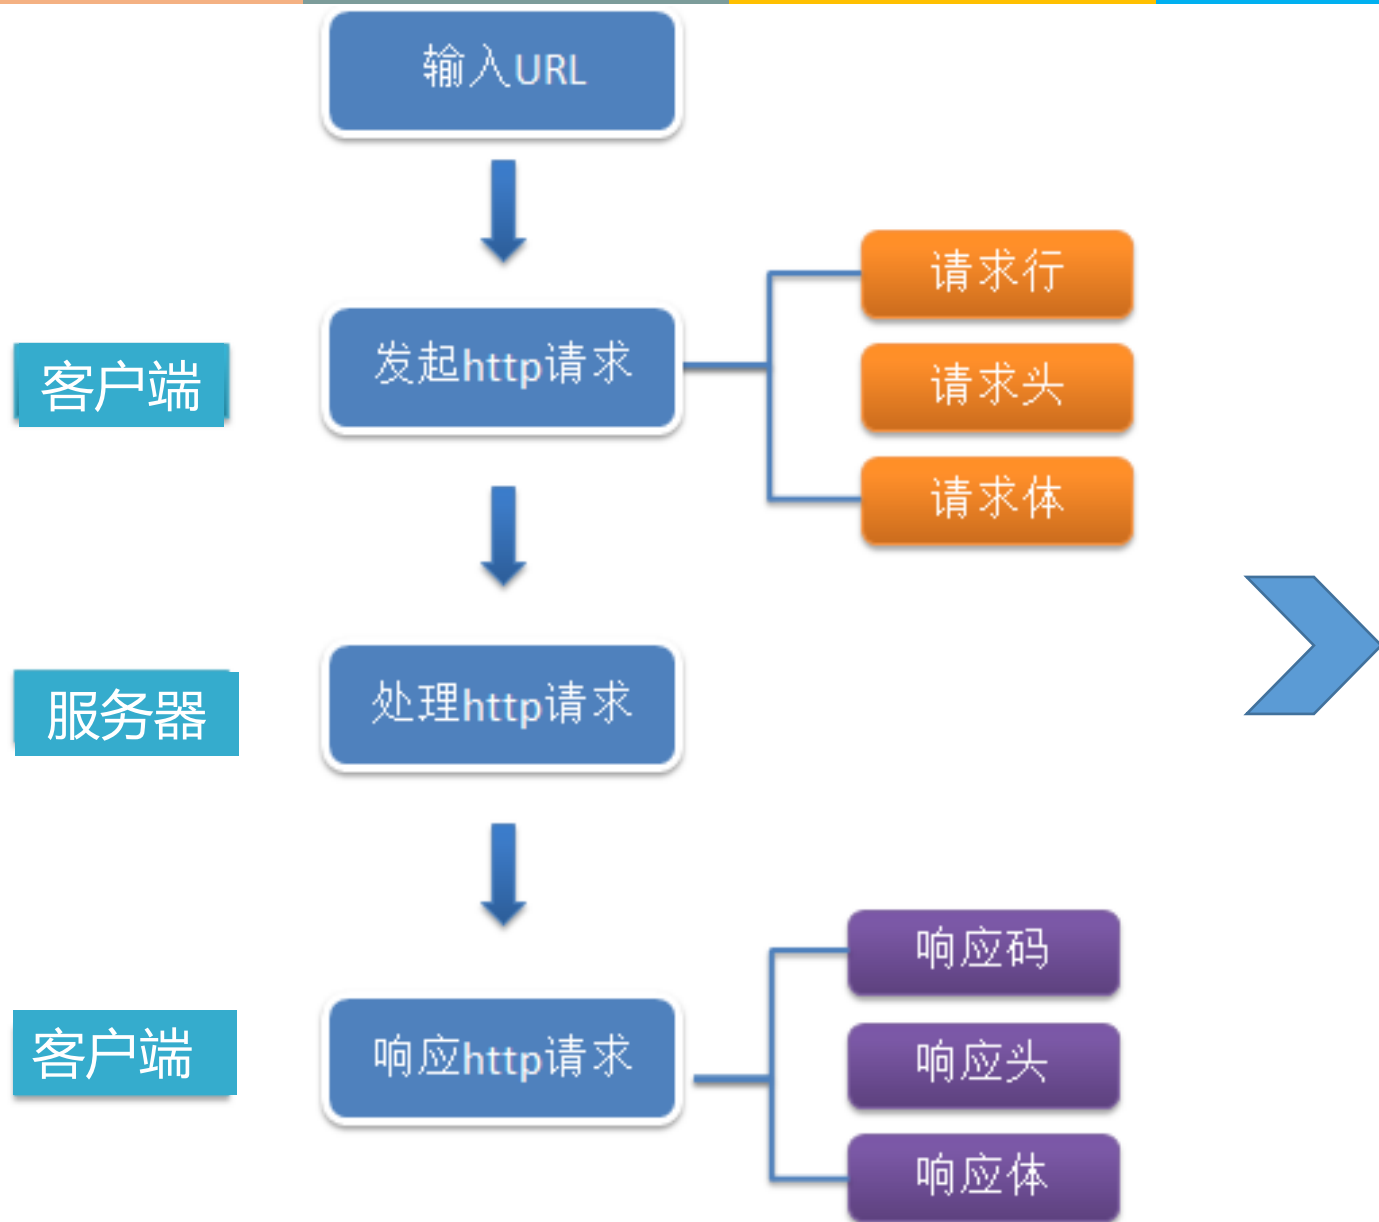 输入URL
请求行
客户端
发起http请求
请求头
请求体
服务器
处理http请求
响应码
客户端
响应http请求
响应头
响应体